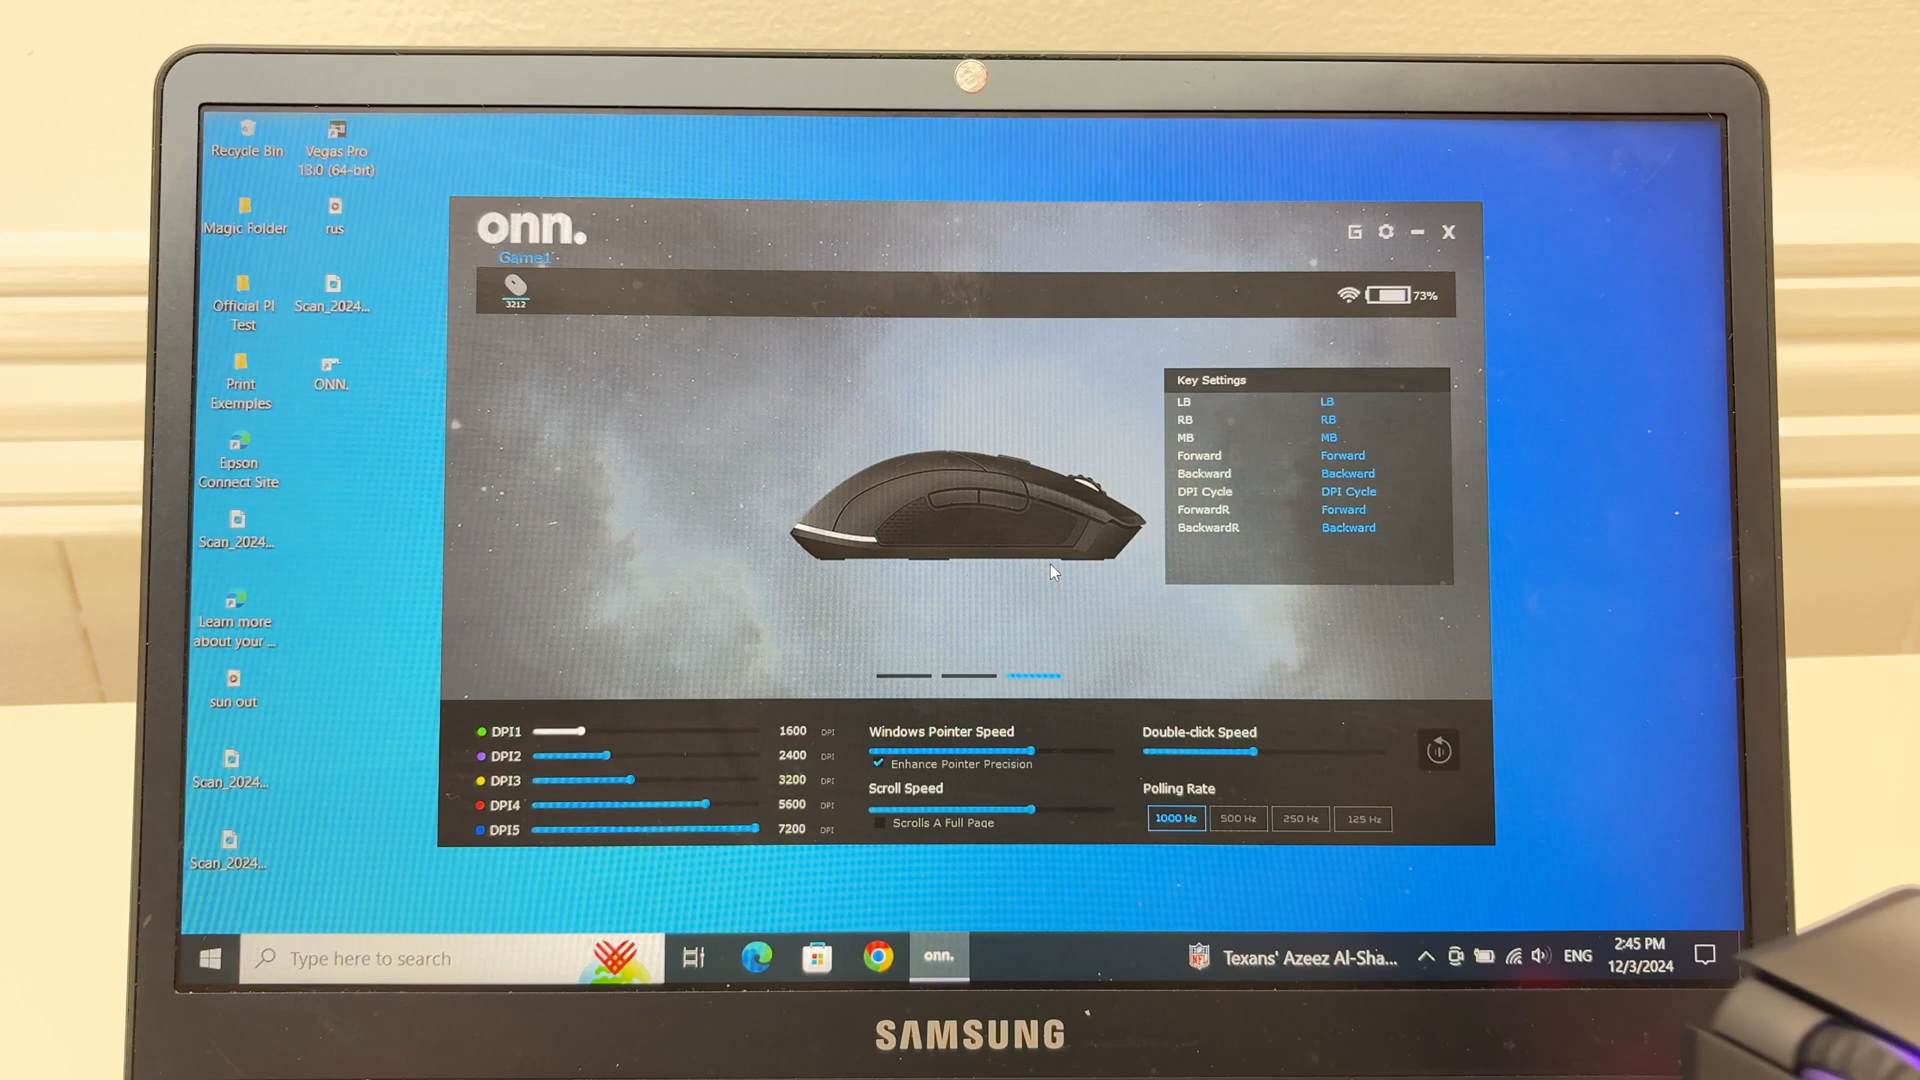 Recycle Bin
Vegas Pro
13.0 (64-bit)
Magic Folder
rus
Official PI
Test
Scan_2024...
Print
Exemples
ONN.
Epson
Connect Site
Scan_2024...
Learn more
about your ...
sun out
Scan_2024...
Scan_2024...
onn.
Game1
G
X
3212
73%
Key Settings
LB LB
RB RB
MB MB
Forward Forward
Backward Backward
DPI Cycle DPI Cycle
ForwardR Forward
BackwardR Backward
DPI1 1600 DPI
DPI2 2400 DPI
DPI3 3200 DPI
DPI4 5600 DPI
DPI5 7200 DPI
Windows Pointer Speed
Enhance Pointer Precision
Scroll Speed
Scrolls A Full Page
Double-click Speed
Polling Rate
1000 Hz 500 Hz 250 Hz 125 Hz
Type here to search
onn.
NFL
Texans' Azeez Al-Sha...
ENG
2:45 PM
12/3/2024
SAMSUNG